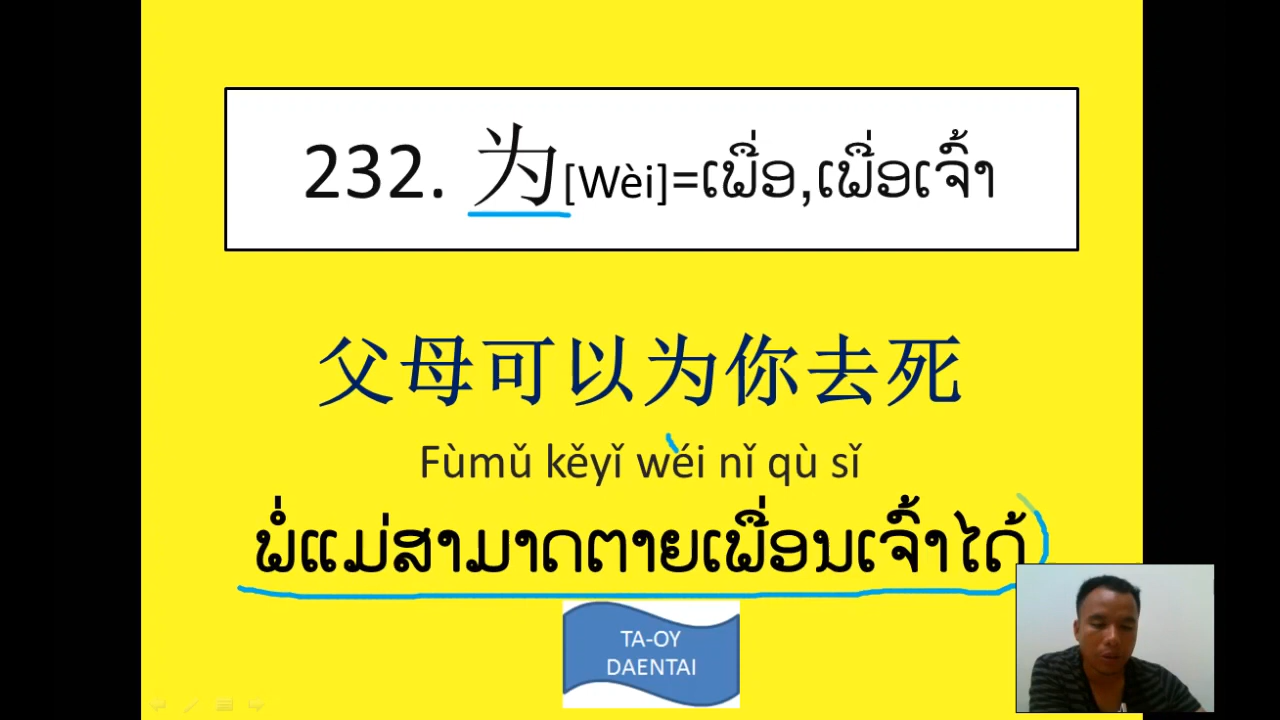 232. 为[Wèi]=ເພື່ອ,ເພື່ອເຈົ້າ
父母可以为你去死
Fùmǔ kěyǐ wéi nǐ qù sǐ
ພໍ່ແມ່ສາມາດຕາຍເພື່ອນເຈົ້າໄດ້
TA-OY
DAENTAI